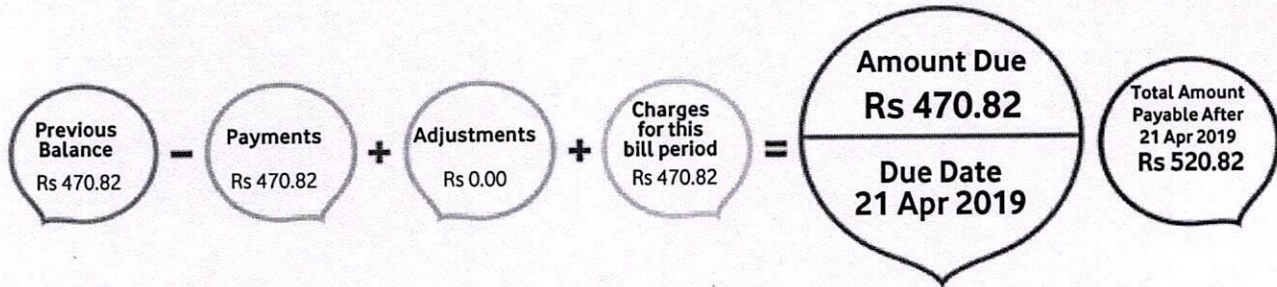 Previous
Balance
Rs 470.82
-
Payments
Rs 470.82
+
Adjustments
Rs 0.00
+
Charges
for this
bill period
Rs 470.82
=
Amount Due
Rs 470.82
Due Date
21 Apr 2019
Total Amount
Payable After
21 Apr 2019
Rs 520.82